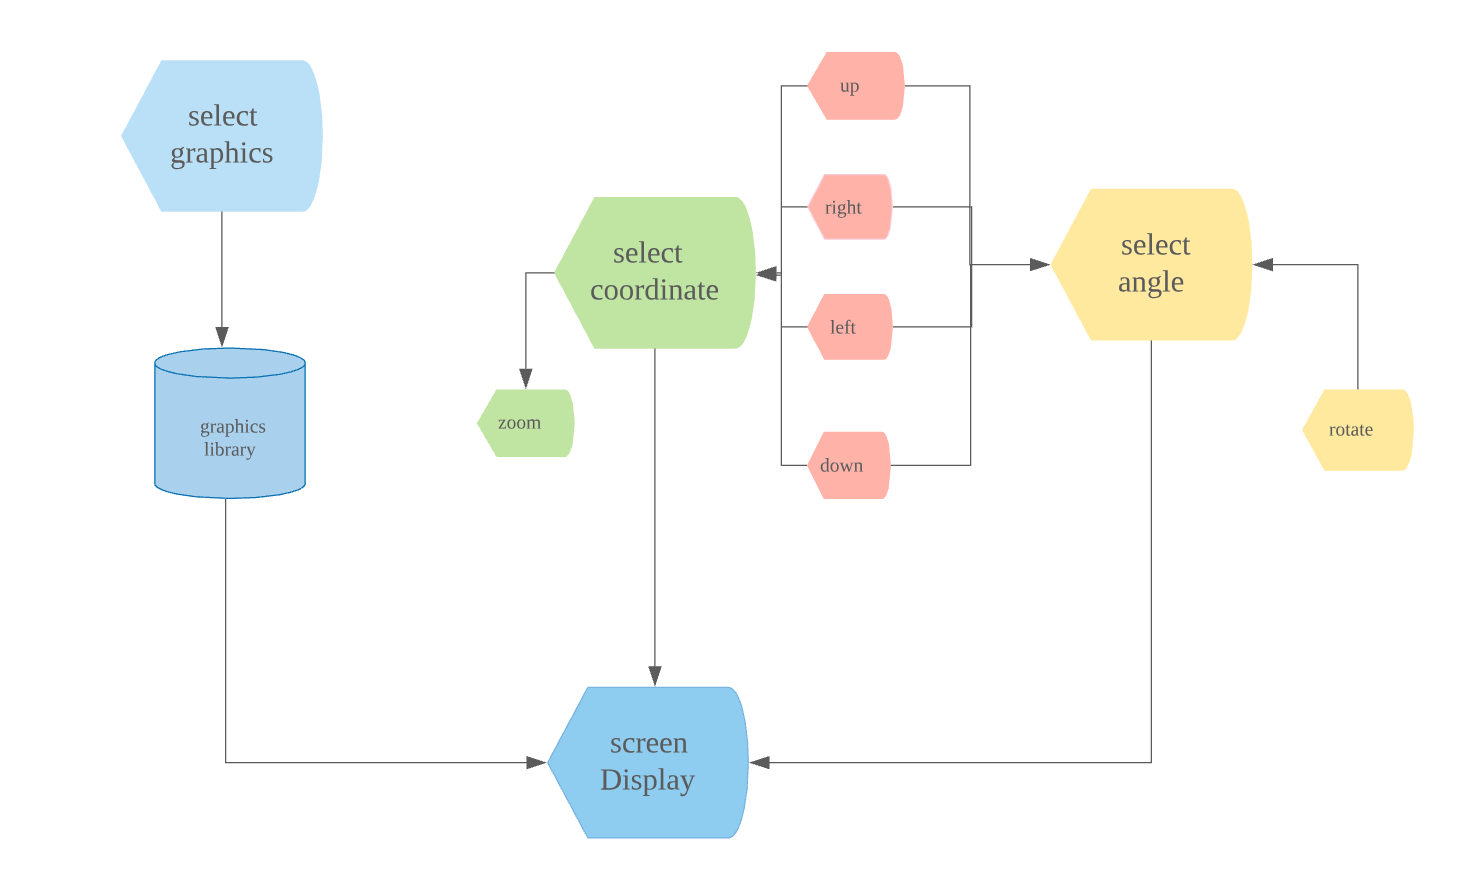 select
graphics
graphics
library
select
coordinate
zoom
up
right
left
down
select
angle
rotate
screen
Display